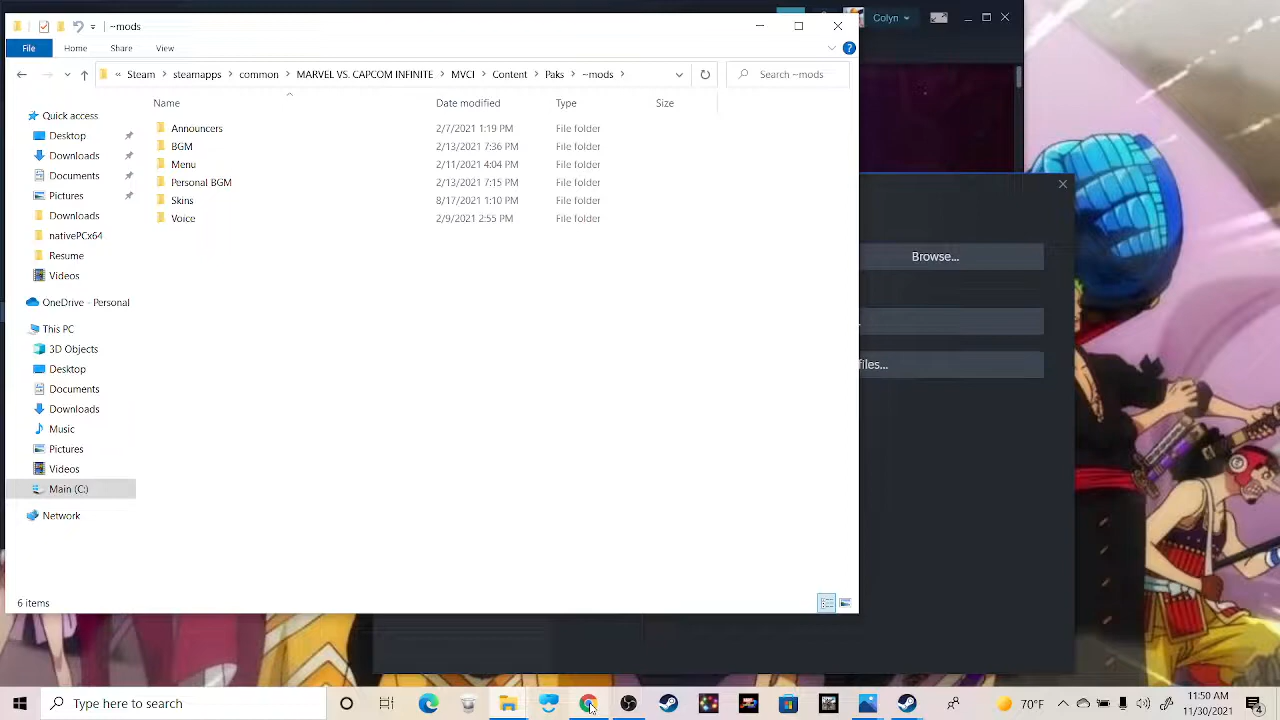 ~mods
Colyn
File Home Share View
« Steam > steamapps > common > MARVEL VS. CAPCOM INFINITE > MVCI > Content > Paks > ~mods >
Search ~mods
Name Date modified Type Size
Announcers 2/7/2021 1:19 PM File folder
BGM 2/13/2021 7:36 PM File folder
Menu 2/11/2021 4:04 PM File folder
Personal BGM 2/13/2021 7:15 PM File folder
Skins 8/17/2021 1:10 PM File folder
Voice 2/9/2021 2:55 PM File folder
Quick access
Desktop
Downloads
Documents
Pictures
Downloads
nativePCx64
Resume
Videos
OneDrive - Personal
This PC
3D Objects
Desktop
Documents
Downloads
Music
Pictures
Videos
Main (C:)
Network
6 items
Browse...
files...
Type here to search
70°F
11:50 AM
11/30/2021
4